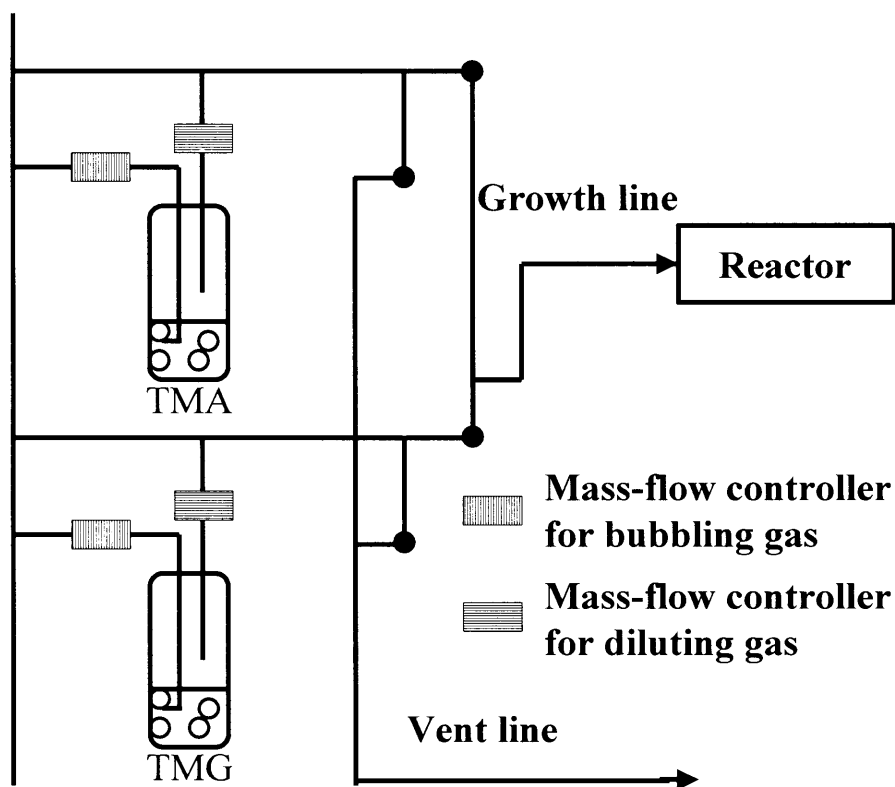 Growth line
Reactor
TMA
Mass-flow controller
for bubbling gas
Mass-flow controller
for diluting gas
Vent line
TMG